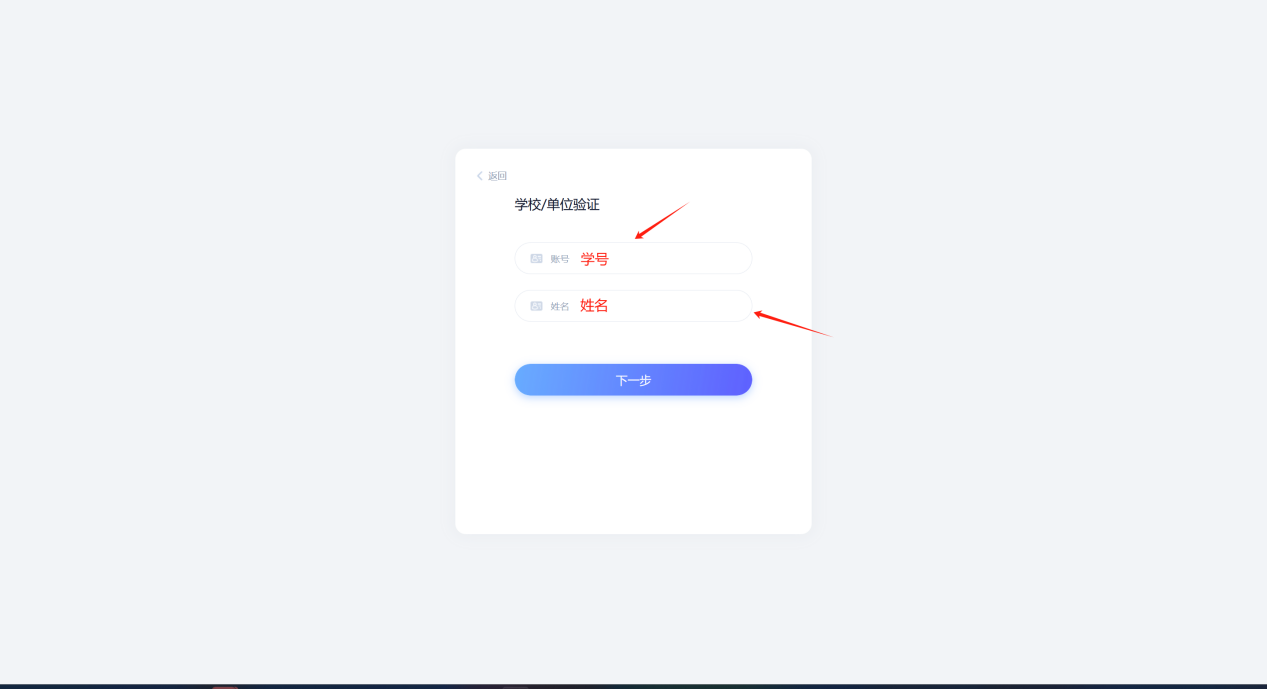 返回
学校/单位验证
账号 学号
姓名 姓名
下一步